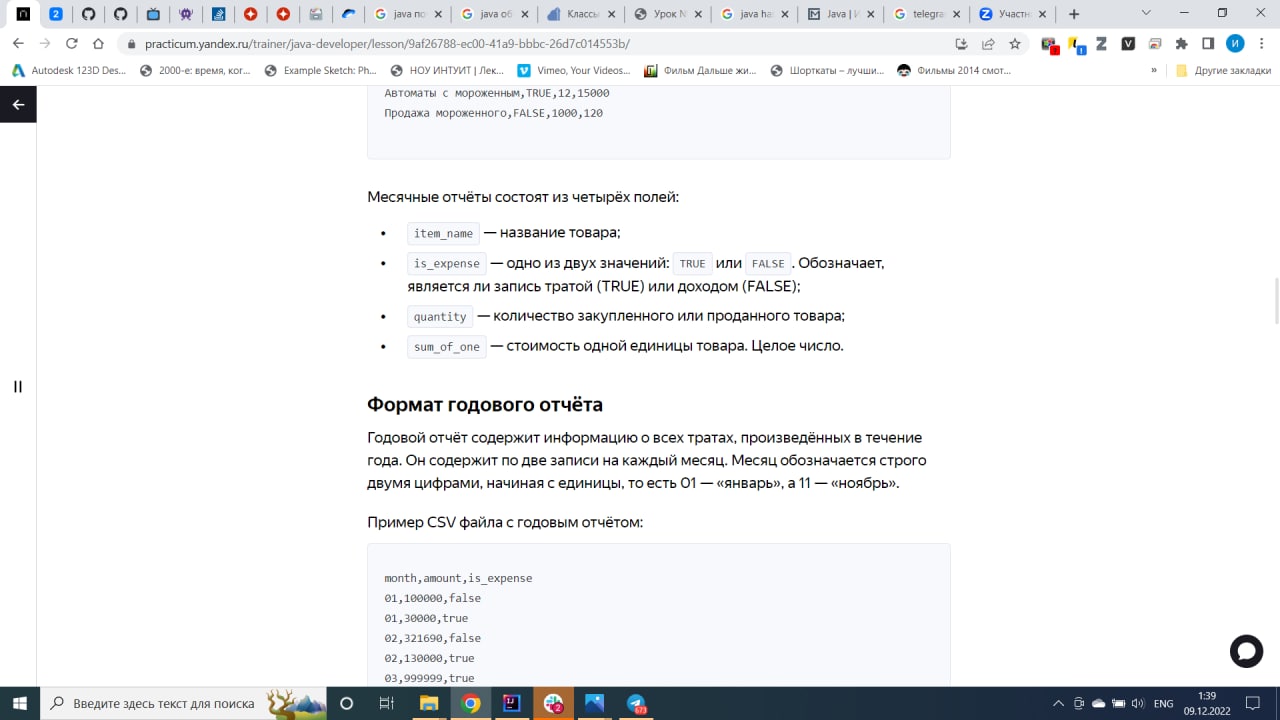 java по
java об
Классы
Урок N
java ha
Java | И
telegra
Участн
practicum.yandex.ru/trainer/java-developer/lesson/9af36786-ec00-41a9-bbbc-26d7c014553b/
Autodesk 123D Des...
2000-е: время, ког...
Example Sketch: Ph...
НОУ ИНТУИТ | Лек...
Vimeo, Your Videos...
Фильм Дальше жи...
Шорткаты – лучши...
Фильмы 2014 смот...
»
Другие закладки
Автоматы с мороженным,TRUE,12,15000
Продажа мороженного,FALSE,1000,120
Месячные отчёты состоят из четырёх полей:
• item_name — название товара;
• is_expense — одно из двух значений: TRUE или FALSE. Обозначает,
является ли запись тратой (TRUE) или доходом (FALSE);
• quantity — количество закупленного или проданного товара;
• sum_of_one — стоимость одной единицы товара. Целое число.
Формат годового отчёта
Годовой отчёт содержит информацию о всех тратах, произведённых в течение
года. Он содержит по две записи на каждый месяц. Месяц обозначается строго
двумя цифрами, начиная с единицы, то есть 01 — «январь», а 11 — «ноябрь».
Пример CSV файла с годовым отчётом:
month,amount,is_expense
01,100000,false
01,30000,true
02,321690,false
02,130000,true
03,999999,true
Введите здесь текст для поиска
2
673
ENG
1:39
09.12.2022